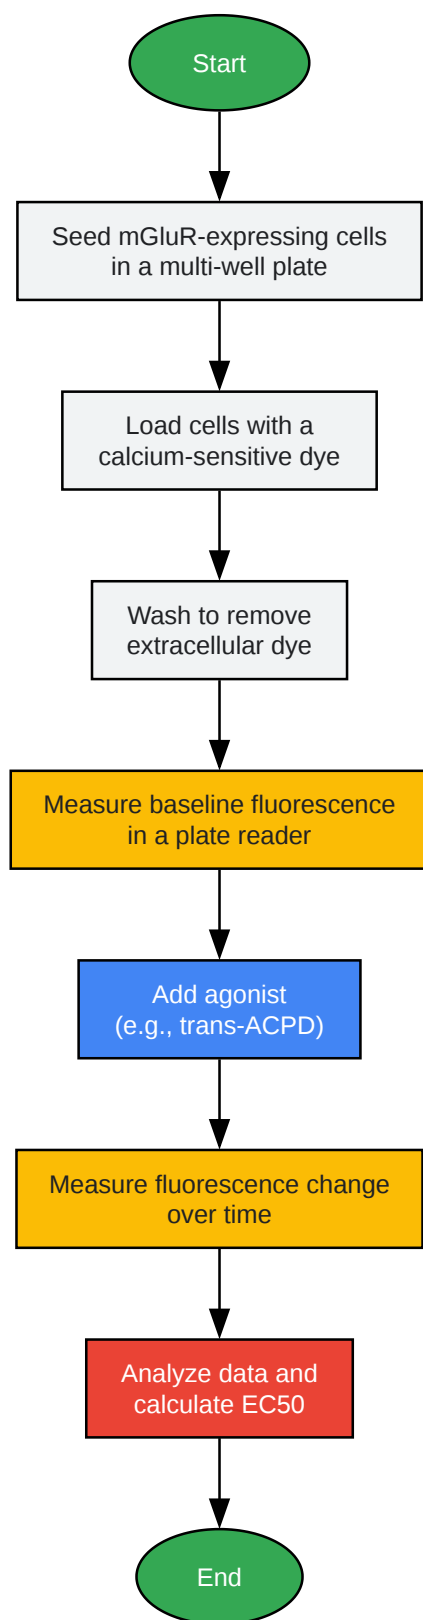 Start
Seed mGluR-expressing cells
in a multi-well plate
Load cells with a
calcium-sensitive dye
Wash to remove
extracellular dye
Measure baseline fluorescence
in a plate reader
Add agonist
(e.g., trans-ACPD)
Measure fluorescence change
over time
Analyze data and
calculate EC50
End